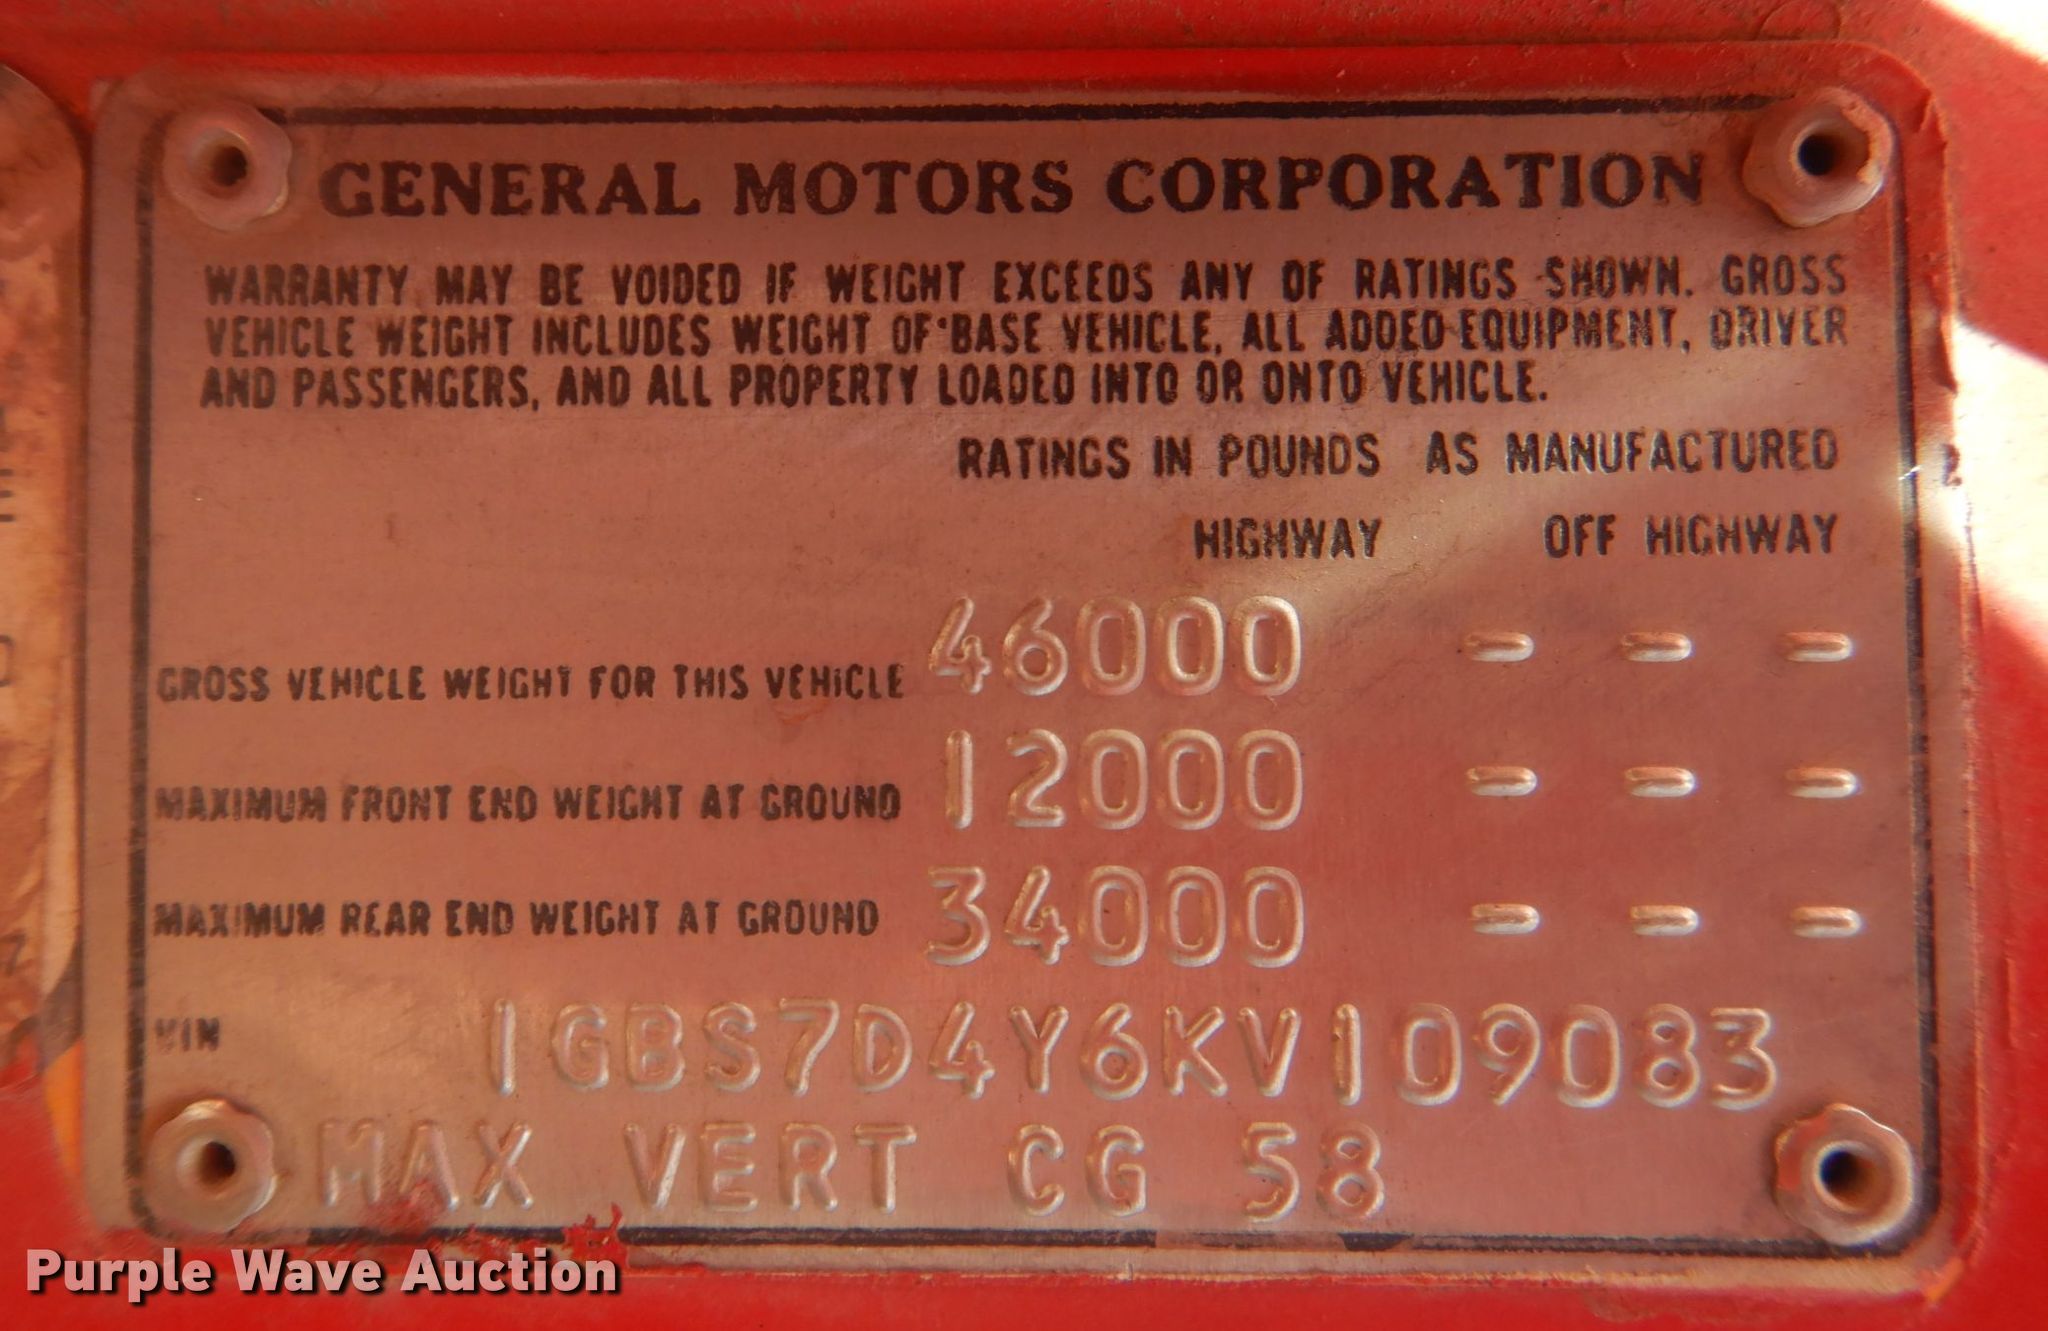 GENERAL MOTORS CORPORATION
WARRANTY MAY BE VOIDED IF WEIGHT EXCEEDS ANY OF RATINGS SHOWN. GROSS
VEHICLE WEIGHT INCLUDES WEIGHT OF BASE VEHICLE, ALL ADDED EQUIPMENT, DRIVER
AND PASSENGERS, AND ALL PROPERTY LOADED INTO OR ONTO VEHICLE.
RATINGS IN POUNDS AS MANUFACTURED
HIGHWAY OFF HIGHWAY
GROSS VEHICLE WEIGHT FOR THIS VEHICLE 46000 - - -
MAXIMUM FRONT END WEIGHT AT GROUND 12000 - - -
MAXIMUM REAR END WEIGHT AT GROUND 34000 - - -
VIN 1GBS7D4Y6KV109083
MAX VERT CG 58
Purple Wave Auction